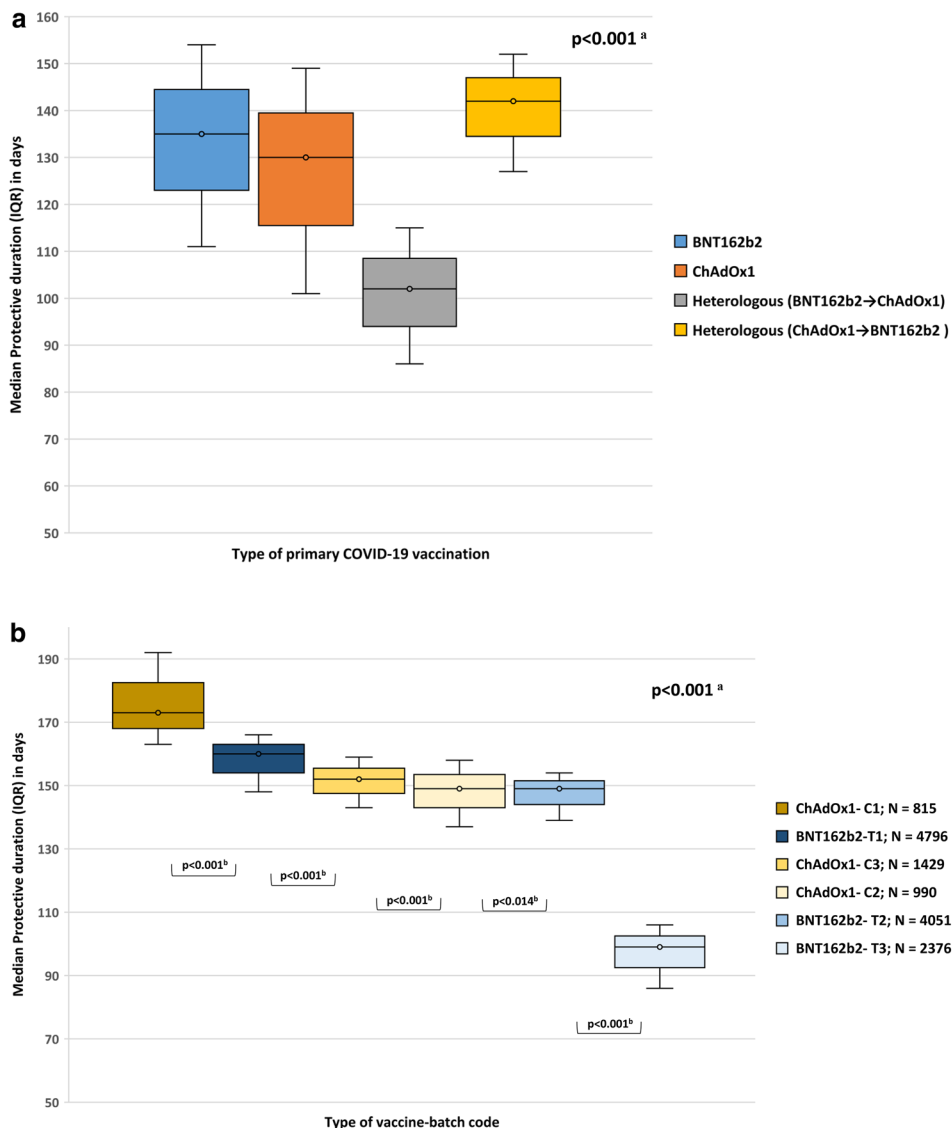 a
160
150
140
130
120
110
100
90
80
70
60
50
Median Protective duration (IQR) in days
p<0.001 ᵃ
BNT162b2
ChAdOx1
Heterologous (BNT162b2→ChAdOx1)
Heterologous (ChAdOx1→BNT162b2 )
Type of primary COVID-19 vaccination
b
190
170
150
130
110
90
70
50
Median Protective duration (IQR) in days
p<0.001 ᵃ
p<0.001ᵇ
p<0.001ᵇ
p<0.001ᵇ
p<0.014ᵇ
p<0.001ᵇ
ChAdOx1- C1; N = 815
BNT162b2-T1; N = 4796
ChAdOx1- C3; N = 1429
ChAdOx1- C2; N = 990
BNT162b2- T2; N = 4051
BNT162b2- T3; N = 2376
Type of vaccine-batch code